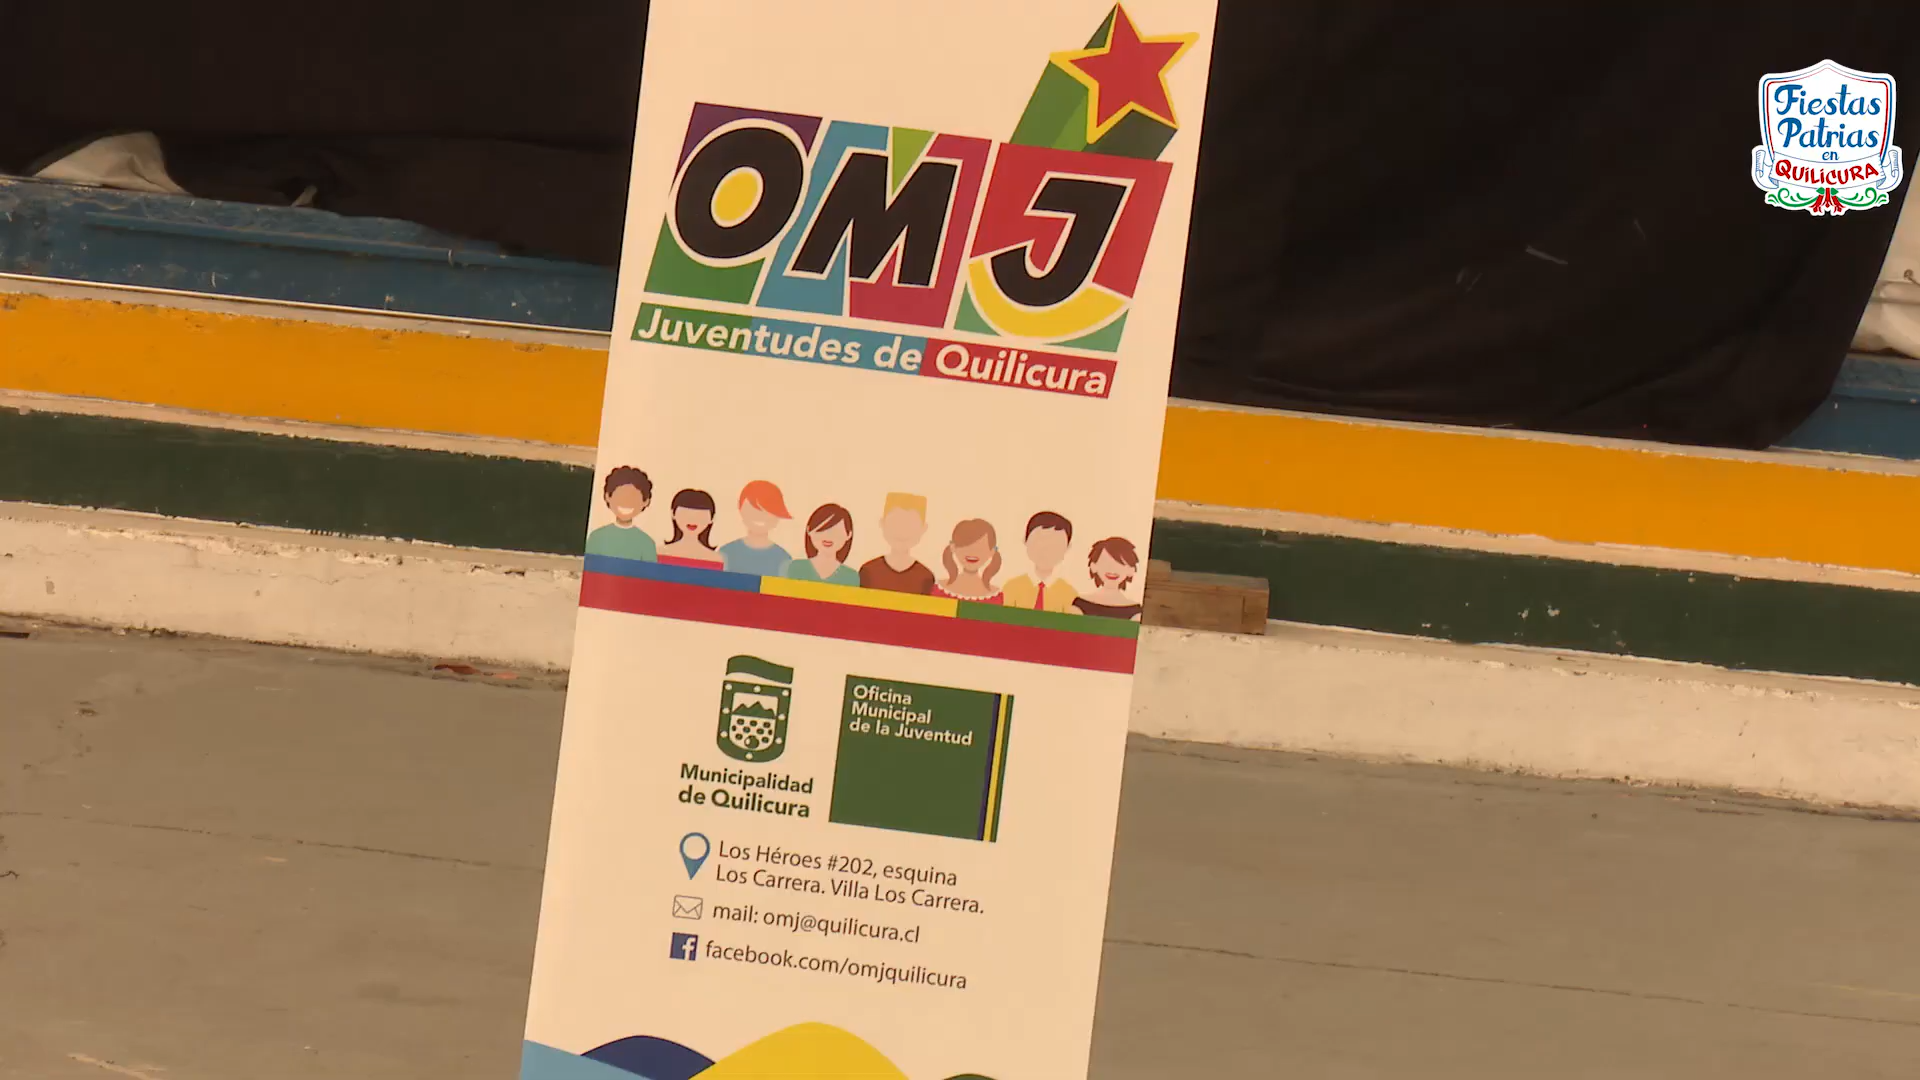 OMJ
Juventudes de Quilicura
Municipalidad
de Quilicura
Oficina
Municipal
de la Juventud
Los Héroes #202, esquina
Los Carrera. Villa Los Carrera.
mail: omj@quilicura.cl
facebook.com/omjquilicura
Fiestas
Patrias
en
QUILICURA